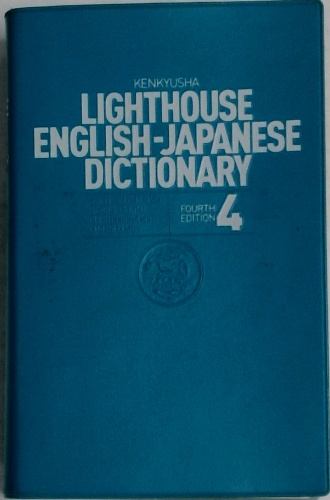 KENKYUSHA
LIGHTHOUSE
ENGLISH-JAPANESE
DICTIONARY
FOURTH
EDITION 4